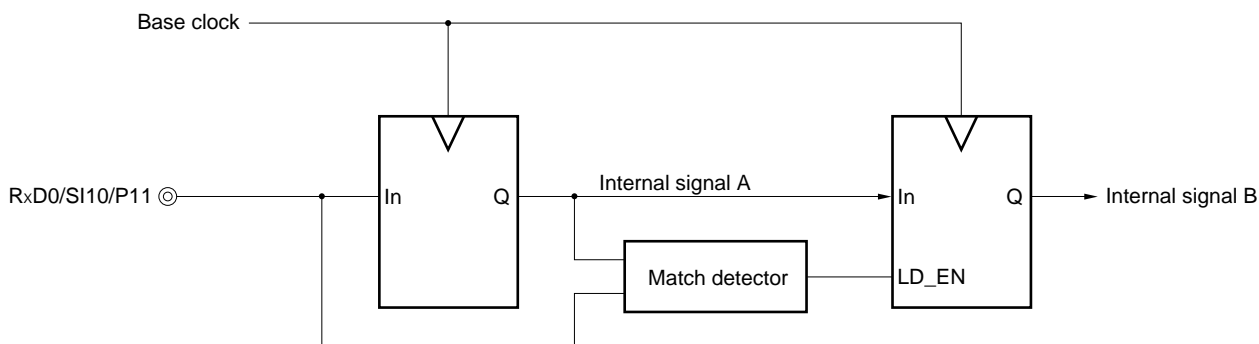 Base clock
RxD0/SI10/P11
In
Q
Internal signal A
In
Q
Internal signal B
Match detector
LD_EN